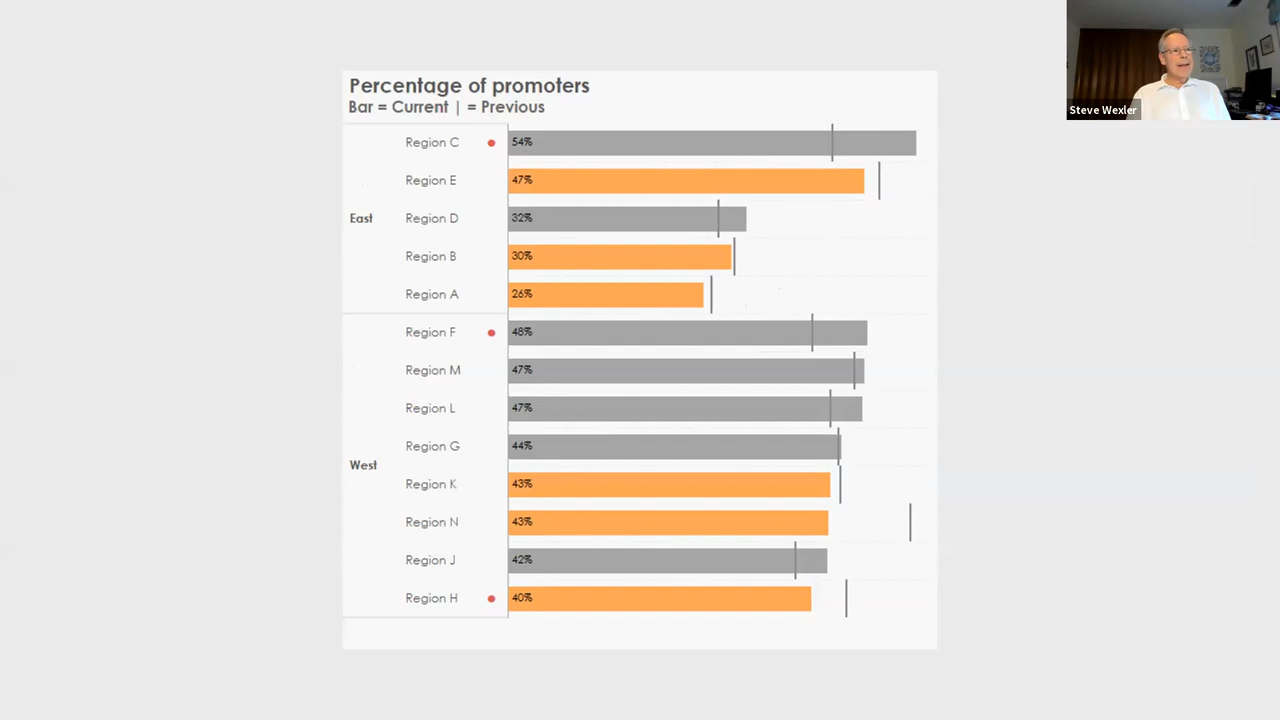 Percentage of promoters
Bar = Current | = Previous
Region C 54%
Region E 47%
East Region D 32%
Region B 30%
Region A 26%
Region F 48%
Region M 47%
Region L 47%
Region G 44%
West
Region K 43%
Region N 43%
Region J 42%
Region H 40%
Steve Wexler